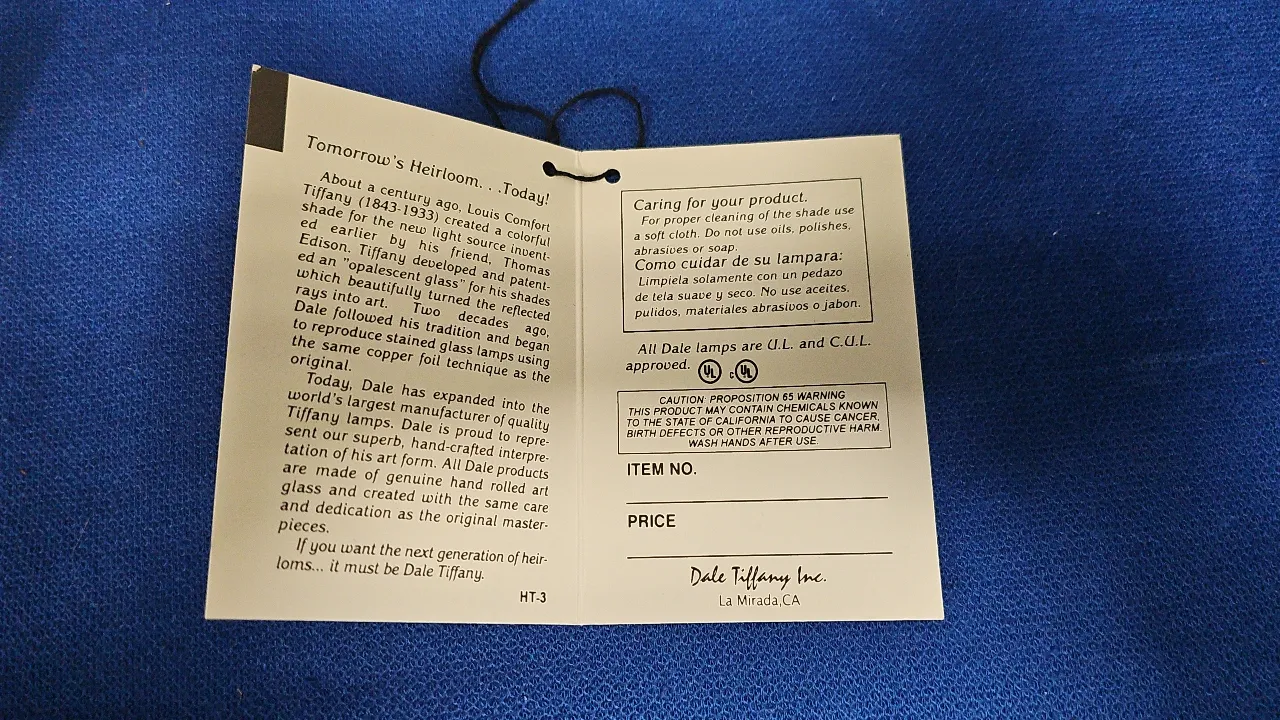 Tomorrow's Heirloom. . .Today!
About a century ago, Louis Comfort
Tiffany (1843-1933) created a colorful
shade for the new light source invent-
ed earlier by his friend, Thomas
Edison. Tiffany developed and patent-
ed an "opalescent glass" for his shades
which beautifully turned the reflected
rays into art. Two decades ago,
Dale followed his tradition and began
to reproduce stained glass lamps using
the same copper foil technique as the
original.
Today, Dale has expanded into the
world's largest manufacturer of quality
Tiffany lamps. Dale is proud to repre-
sent our superb, hand-crafted interpre-
tation of his art form. All Dale products
are made of genuine hand rolled art
glass and created with the same care
and dedication as the original master-
pieces.
If you want the next generation of heir-
loms... it must be Dale Tiffany.
HT-3
Caring for your product.
For proper cleaning of the shade use
a soft cloth. Do not use oils, polishes,
abrasives or soap.
Como cuidar de su lampara:
Limpiela solamente con un pedazo
de tela suave y seco. No use aceites,
pulidos, materiales abrasivos o jabon.
All Dale lamps are U.L. and C.U.L.
approved. UL c UL
CAUTION: PROPOSITION 65 WARNING
THIS PRODUCT MAY CONTAIN CHEMICALS KNOWN
TO THE STATE OF CALIFORNIA TO CAUSE CANCER,
BIRTH DEFECTS OR OTHER REPRODUCTIVE HARM.
WASH HANDS AFTER USE.
ITEM NO.
PRICE
Dale Tiffany Inc.
La Mirada,CA